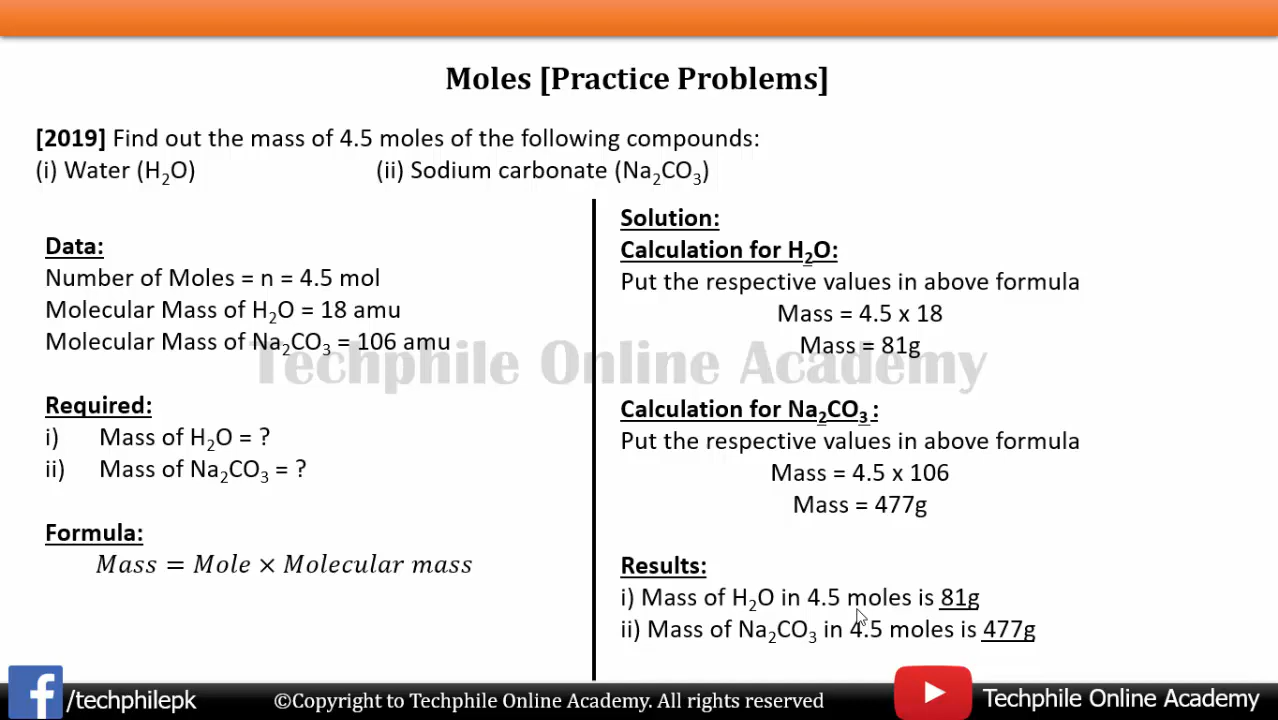 Moles [Practice Problems]
[2019] Find out the mass of 4.5 moles of the following compounds:
(i) Water (H₂O) (ii) Sodium carbonate (Na₂CO₃)
Data:
Number of Moles = n = 4.5 mol
Molecular Mass of H₂O = 18 amu
Molecular Mass of Na₂CO₃ = 106 amu
Required:
i) Mass of H₂O = ?
ii) Mass of Na₂CO₃ = ?
Formula:
Mass = Mole × Molecular mass
Solution:
Calculation for H₂O:
Put the respective values in above formula
Mass = 4.5 x 18
Mass = 81g
Calculation for Na₂CO₃:
Put the respective values in above formula
Mass = 4.5 x 106
Mass = 477g
Results:
i) Mass of H₂O in 4.5 moles is 81g
ii) Mass of Na₂CO₃ in 4.5 moles is 477g
Techphile Online Academy
/techphilepk
©Copyright to Techphile Online Academy. All rights reserved
Techphile Online Academy